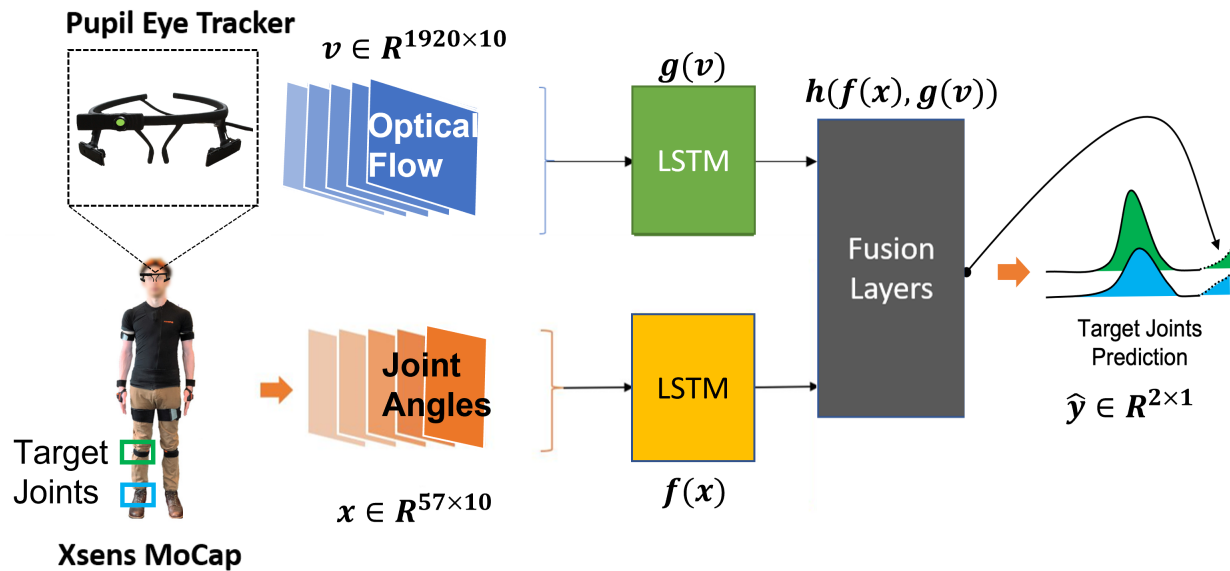 Pupil Eye Tracker
v ∈ R^{1920×10}
g(v)
h(f(x), g(v))
Optical
Flow
LSTM
Fusion
Layers
Joint
Angles
LSTM
Target Joints
Prediction
ŷ ∈ R^{2×1}
Target
Joints
x ∈ R^{57×10}
f(x)
Xsens MoCap